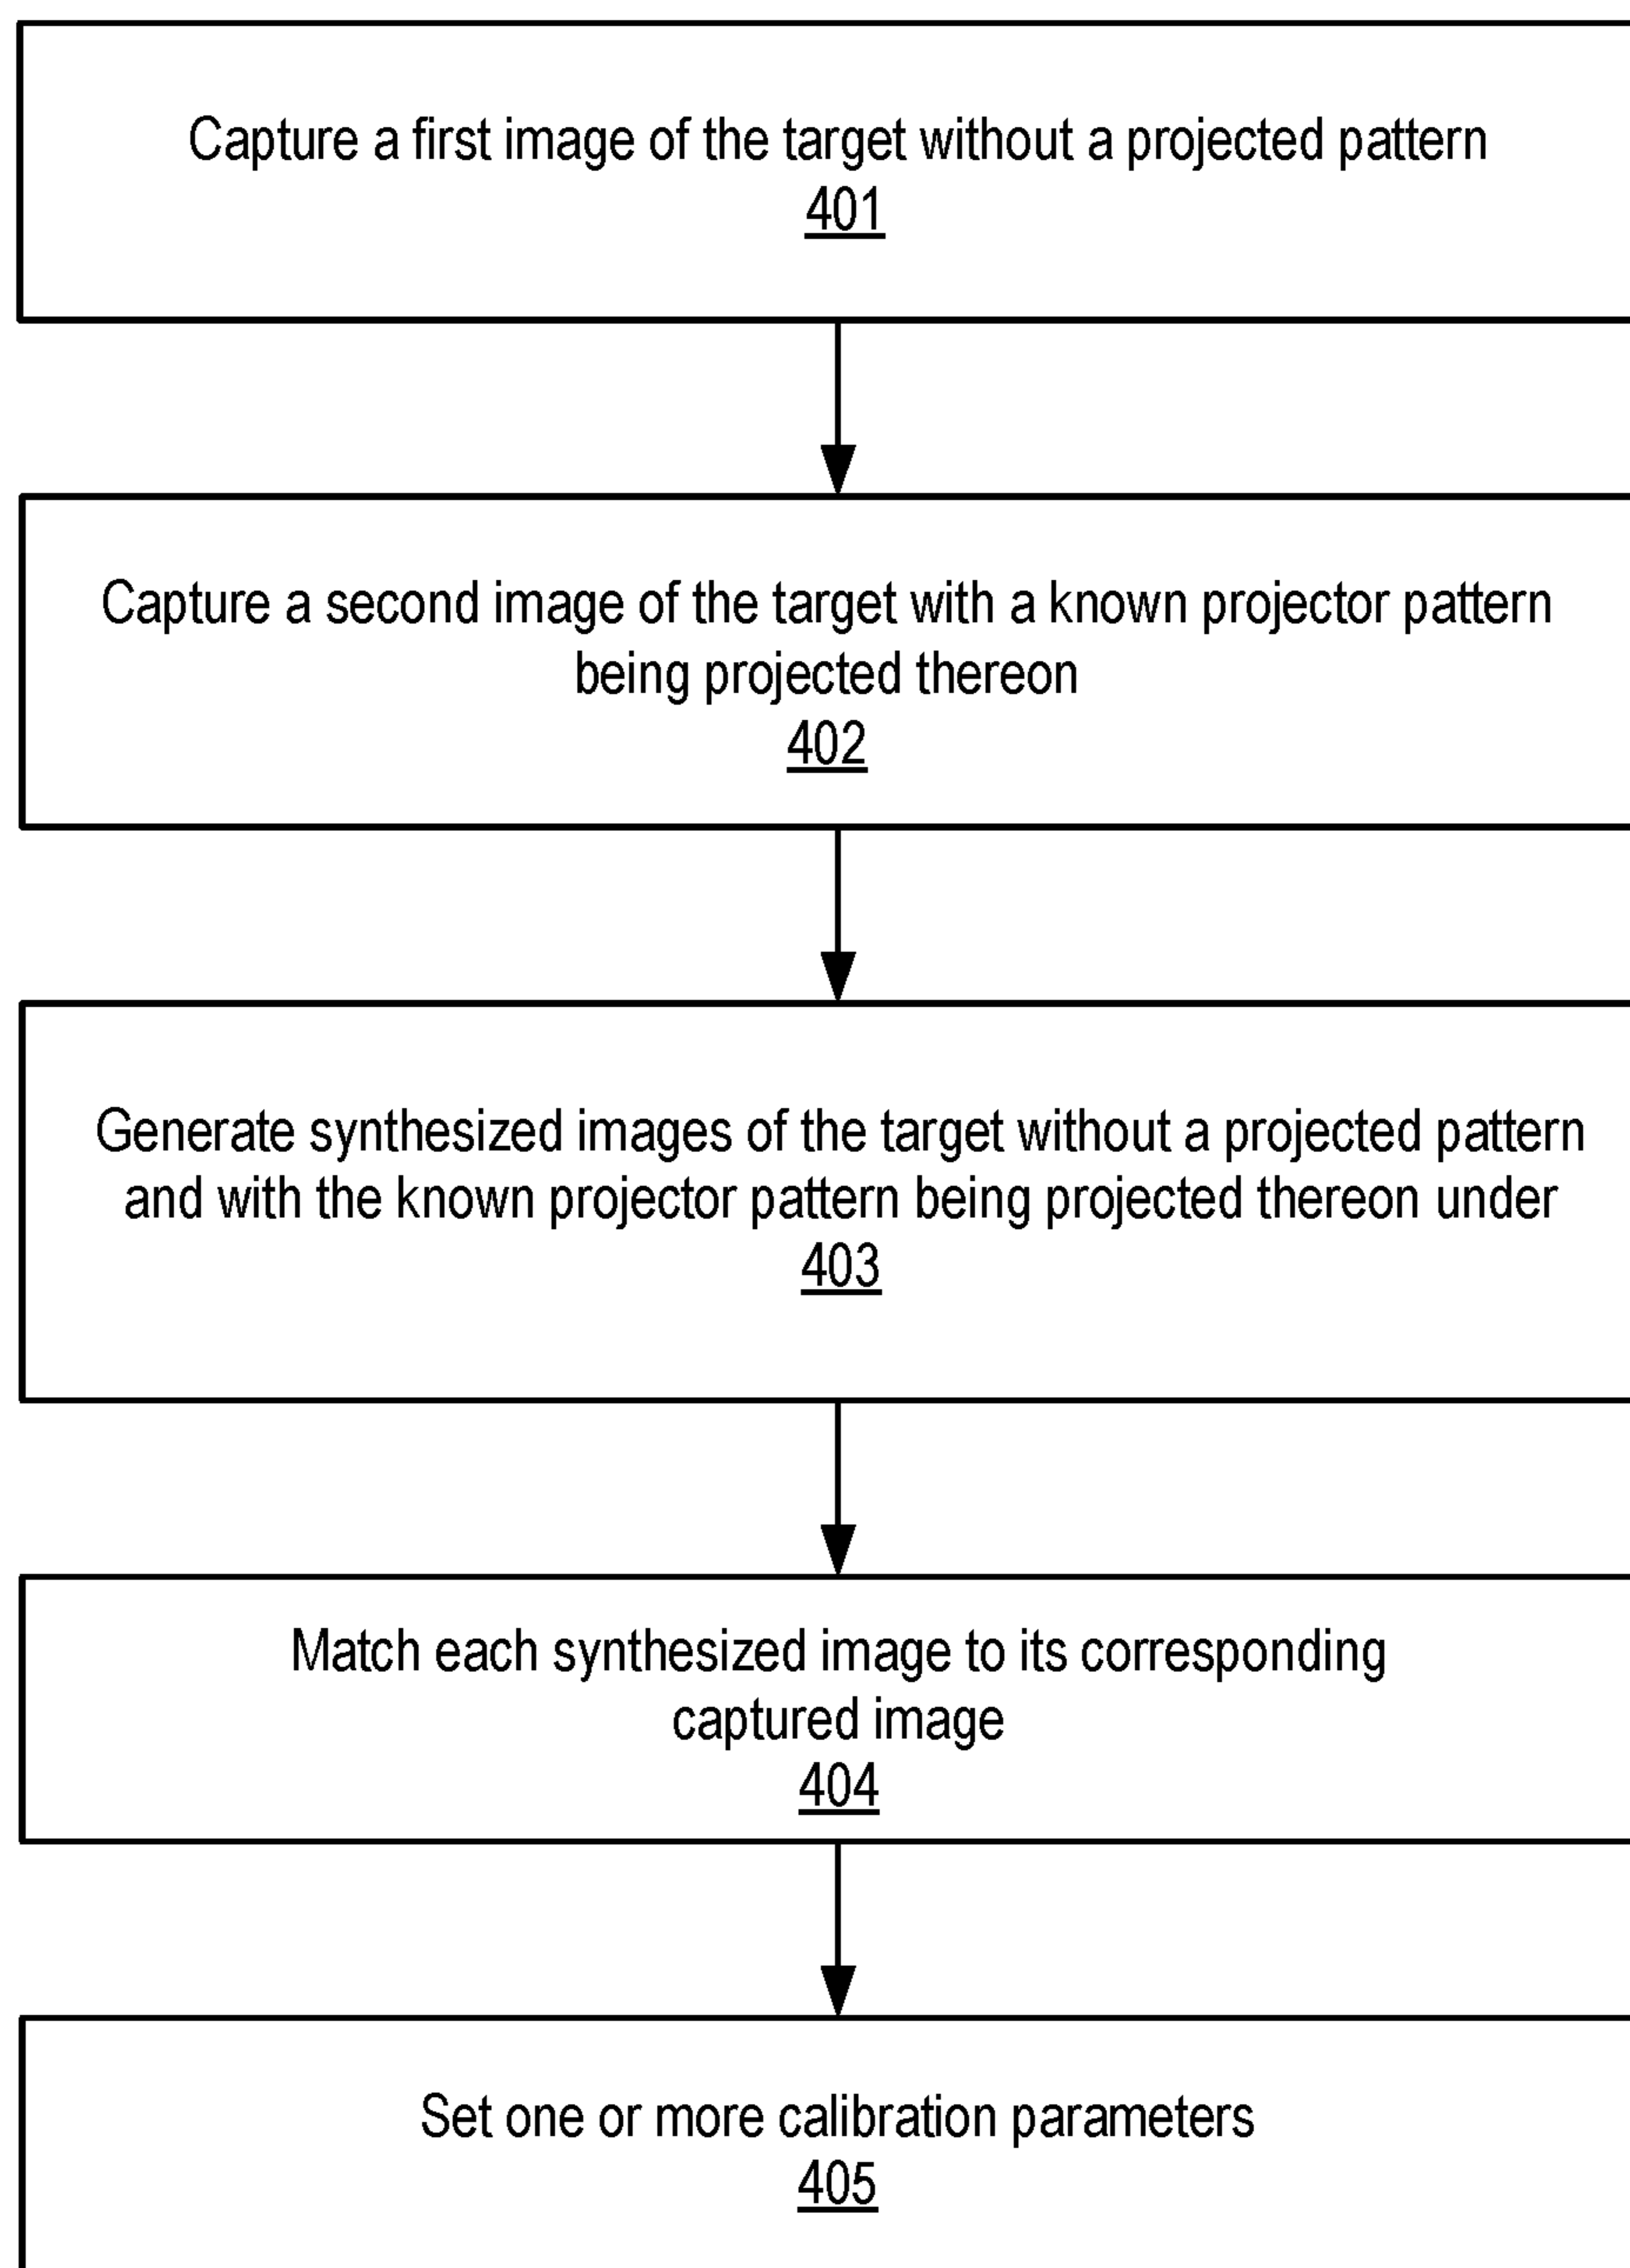 Capture a first image of the target without a projected pattern
401
Capture a second image of the target with a known projector pattern
being projected thereon
402
Generate synthesized images of the target without a projected pattern
and with the known projector pattern being projected thereon under
403
Match each synthesized image to its corresponding
captured image
404
Set one or more calibration parameters
405